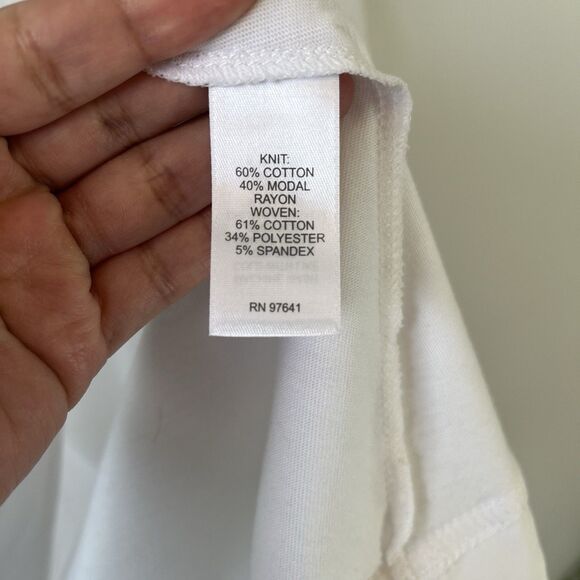 KNIT:
60% COTTON
40% MODAL
RAYON
WOVEN:
61% COTTON
34% POLYESTER
5% SPANDEX
RN 97641